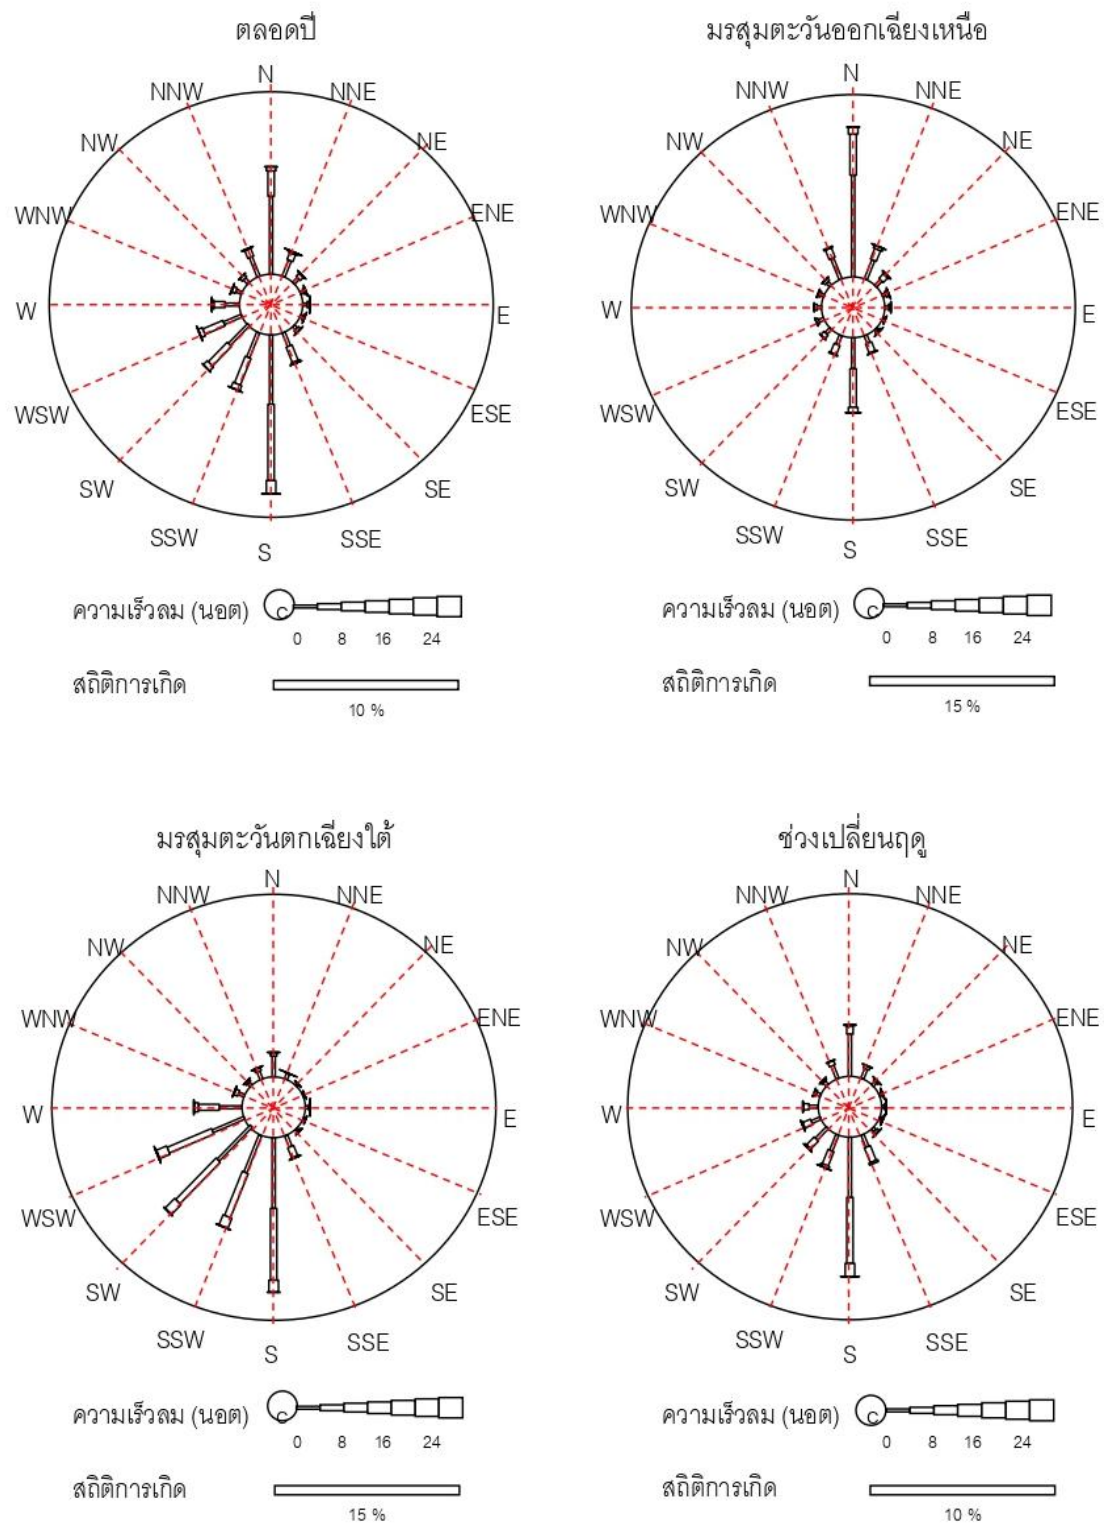 ตลอดปี
N
NNW NNE
NW NE
WNW ENE
W E
WSW ESE
SW SE
SSW SSE
S
ความเร็วลม (นอต) C
0 8 16 24
สถิติการเกิด
10 %
มรสุมตะวันออกเฉียงเหนือ
N
NNW NNE
NW NE
WNW ENE
W E
WSW ESE
SW SE
SSW SSE
S
ความเร็วลม (นอต) C
0 8 16 24
สถิติการเกิด
15 %
มรสุมตะวันตกเฉียงใต้
N
NNW NNE
NW NE
WNW ENE
W E
WSW ESE
SW SE
SSW SSE
S
ความเร็วลม (นอต) C
0 8 16 24
สถิติการเกิด
15 %
ช่วงเปลี่ยนฤดู
N
NNW NNE
NW NE
WNW ENE
W E
WSW ESE
SW SE
SSW SSE
S
ความเร็วลม (นอต) C
0 8 16 24
สถิติการเกิด
10 %